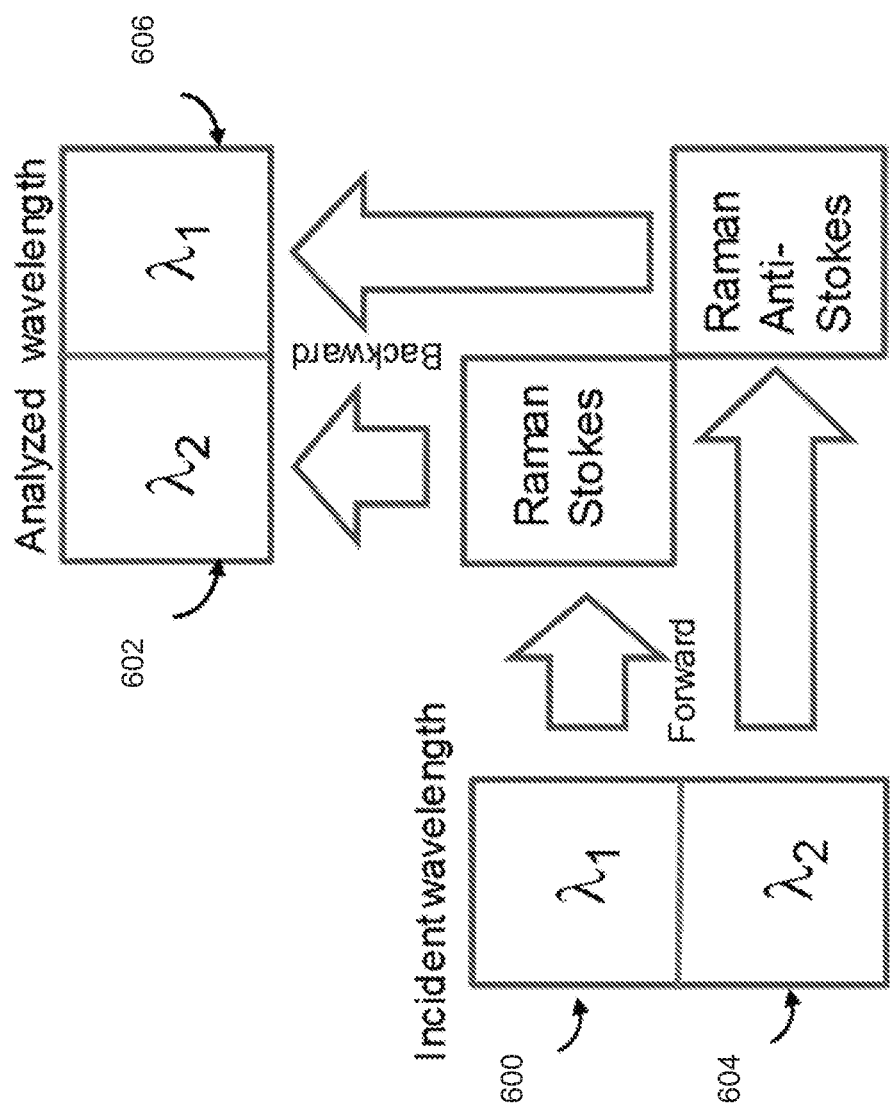 Incident wavelength
λ1
λ2
600
604
Forward
Raman
Stokes
Raman
Anti-
Stokes
Backward
Analyzed wavelength
λ2
λ1
602
606